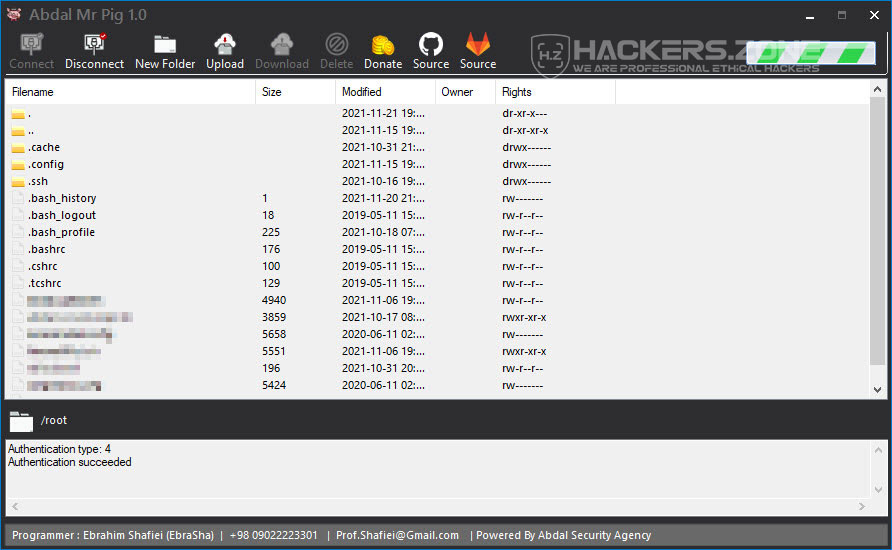 Abdal Mr Pig 1.0
Connect Disconnect New Folder Upload Download Delete Donate Source Source
H.Z HACKERS.ZONE
WE ARE PROFESSIONAL ETHICAL HACKERS
Filename Size Modified Owner Rights
. 2021-11-21 19:... dr-xr-x---
.. 2021-11-15 19:... dr-xr-xr-x
.cache 2021-10-31 21:... drwx------
.config 2021-11-15 19:... drwx------
.ssh 2021-10-16 19:... drwx------
.bash_history 1 2021-11-20 21:... rw-------
.bash_logout 18 2019-05-11 15:... rw-r--r--
.bash_profile 225 2021-10-18 07:... rw-r--r--
.bashrc 176 2019-05-11 15:... rw-r--r--
.cshrc 100 2019-05-11 15:... rw-r--r--
.tcshrc 129 2019-05-11 15:... rw-r--r--
4940 2021-11-06 19:... rw-r--r--
3859 2021-10-17 08:... rwxr-xr-x
5658 2020-06-11 02:... rw-------
5551 2021-11-06 19:... rwxr-xr-x
196 2021-10-31 20:... rw-r--r--
5424 2020-06-11 02:... rw-------
/root
Authentication type: 4
Authentication succeeded
Programmer : Ebrahim Shafiei (EbraSha) | +98 09022223301 | Prof.Shafiei@Gmail.com | Powered By Abdal Security Agency